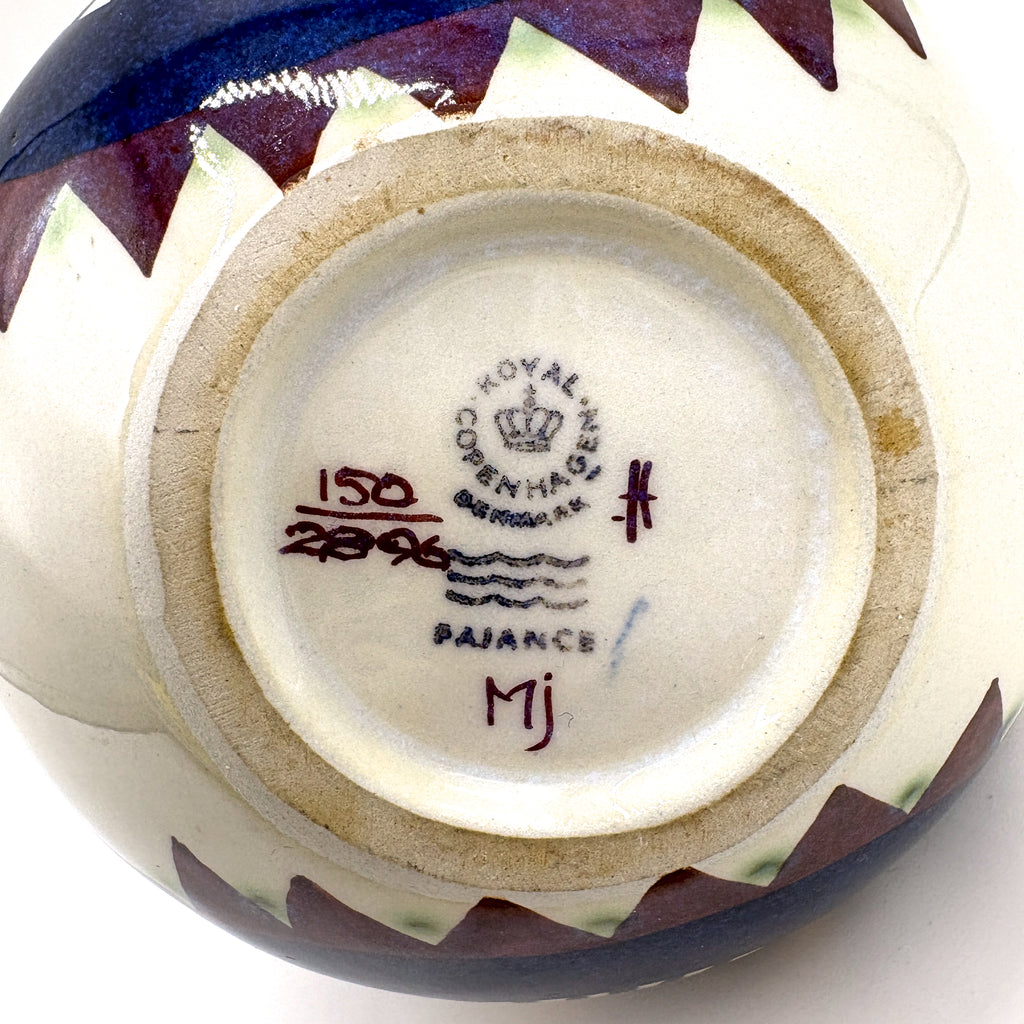 ROYAL COPENHAGEN
DENMARK
150
2896
FAJANCE
Mj